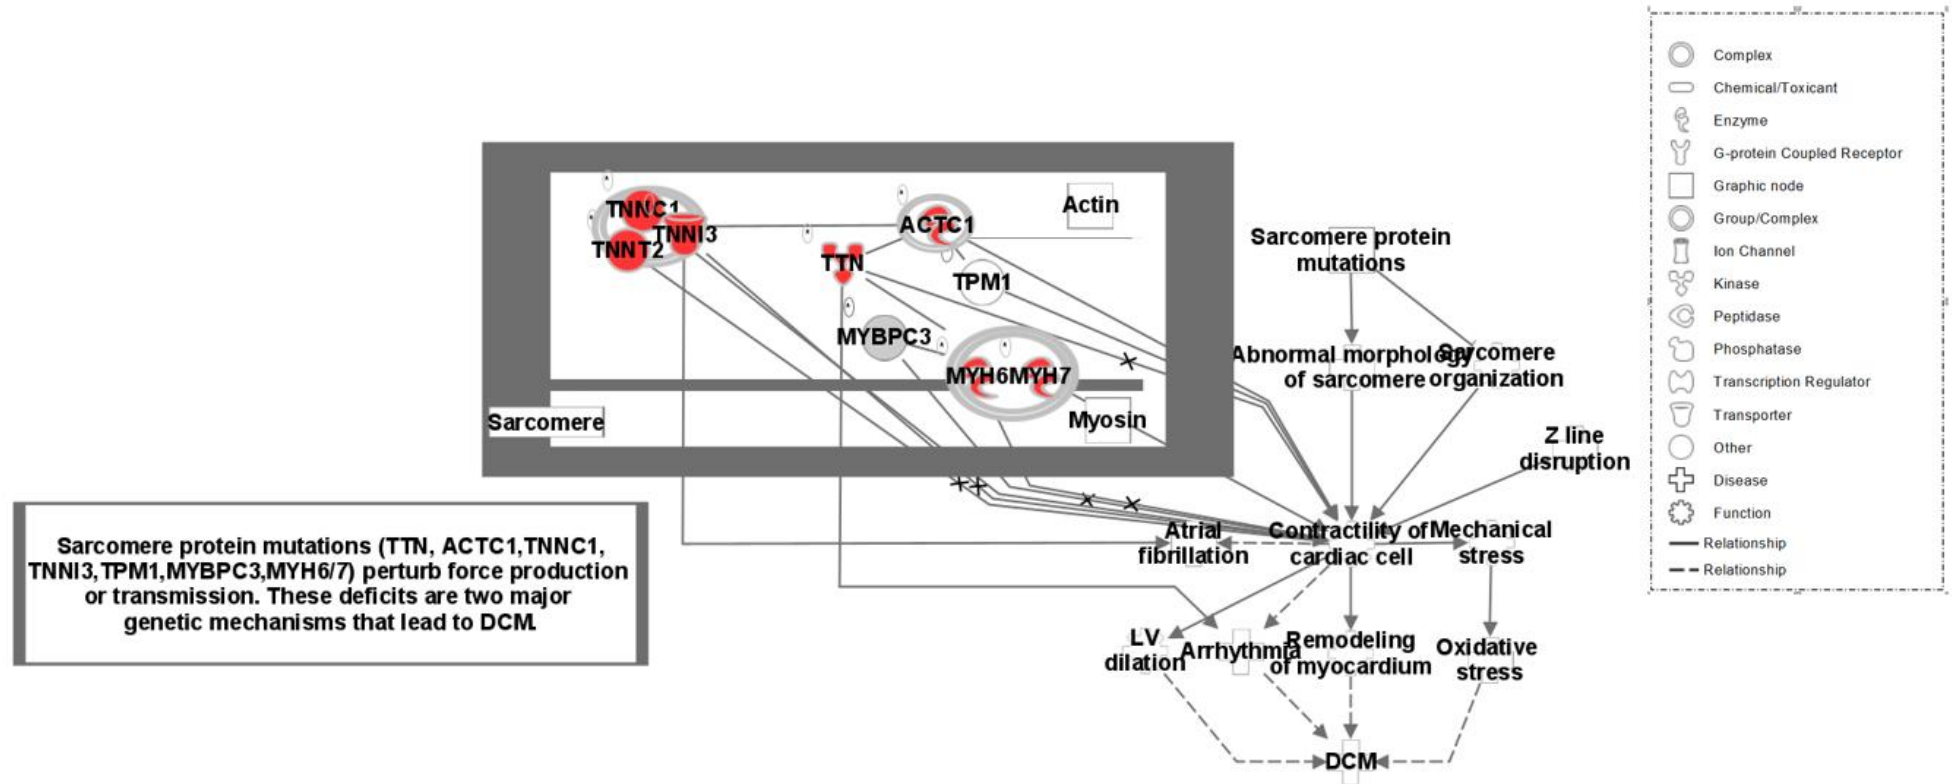 TNNC1
TNNI3
TNNT2
ACTC1
Actin
TTN
TPM1
MYBPC3
MYH6
MYH7
Myosin
Sarcomere
Sarcomere protein
mutations
Abnormal morphology
of sarcomere
Sarcomere
organization
Z line
disruption
Atrial
fibrillation
Contractility of
cardiac cell
Mechanical
stress
LV
dilation
Arrhythmia
Remodeling
of myocardium
Oxidative
stress
DCM
Sarcomere protein mutations (TTN, ACTC1,TNNC1,
TNNI3,TPM1,MYBPC3,MYH6/7) perturb force production
or transmission. These deficits are two major
genetic mechanisms that lead to DCM.
Complex
Chemical/Toxicant
Enzyme
G-protein Coupled Receptor
Graphic node
Group/Complex
Ion Channel
Kinase
Peptidase
Phosphatase
Transcription Regulator
Transporter
Other
Disease
Function
Relationship
Relationship